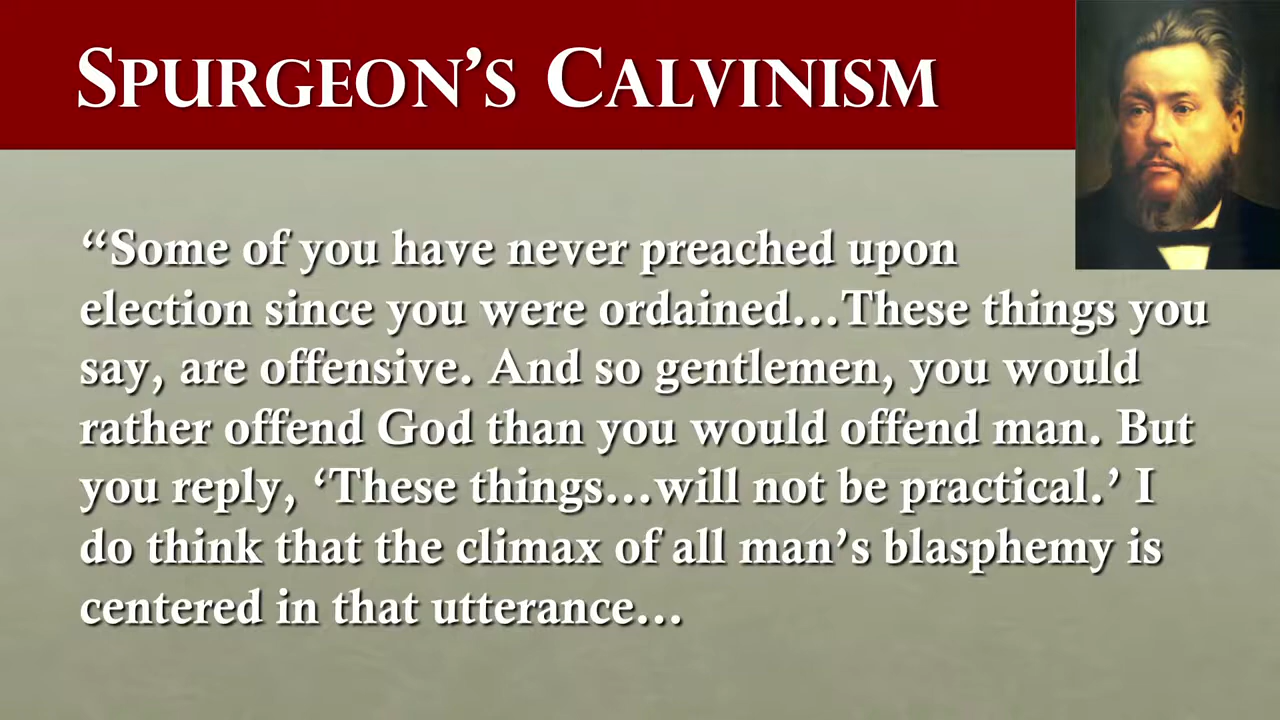 Spurgeon’s Calvinism
“Some of you have never preached upon
election since you were ordained...These things you
say, are offensive. And so gentlemen, you would
rather offend God than you would offend man. But
you reply, ‘These things...will not be practical.’ I
do think that the climax of all man’s blasphemy is
centered in that utterance...